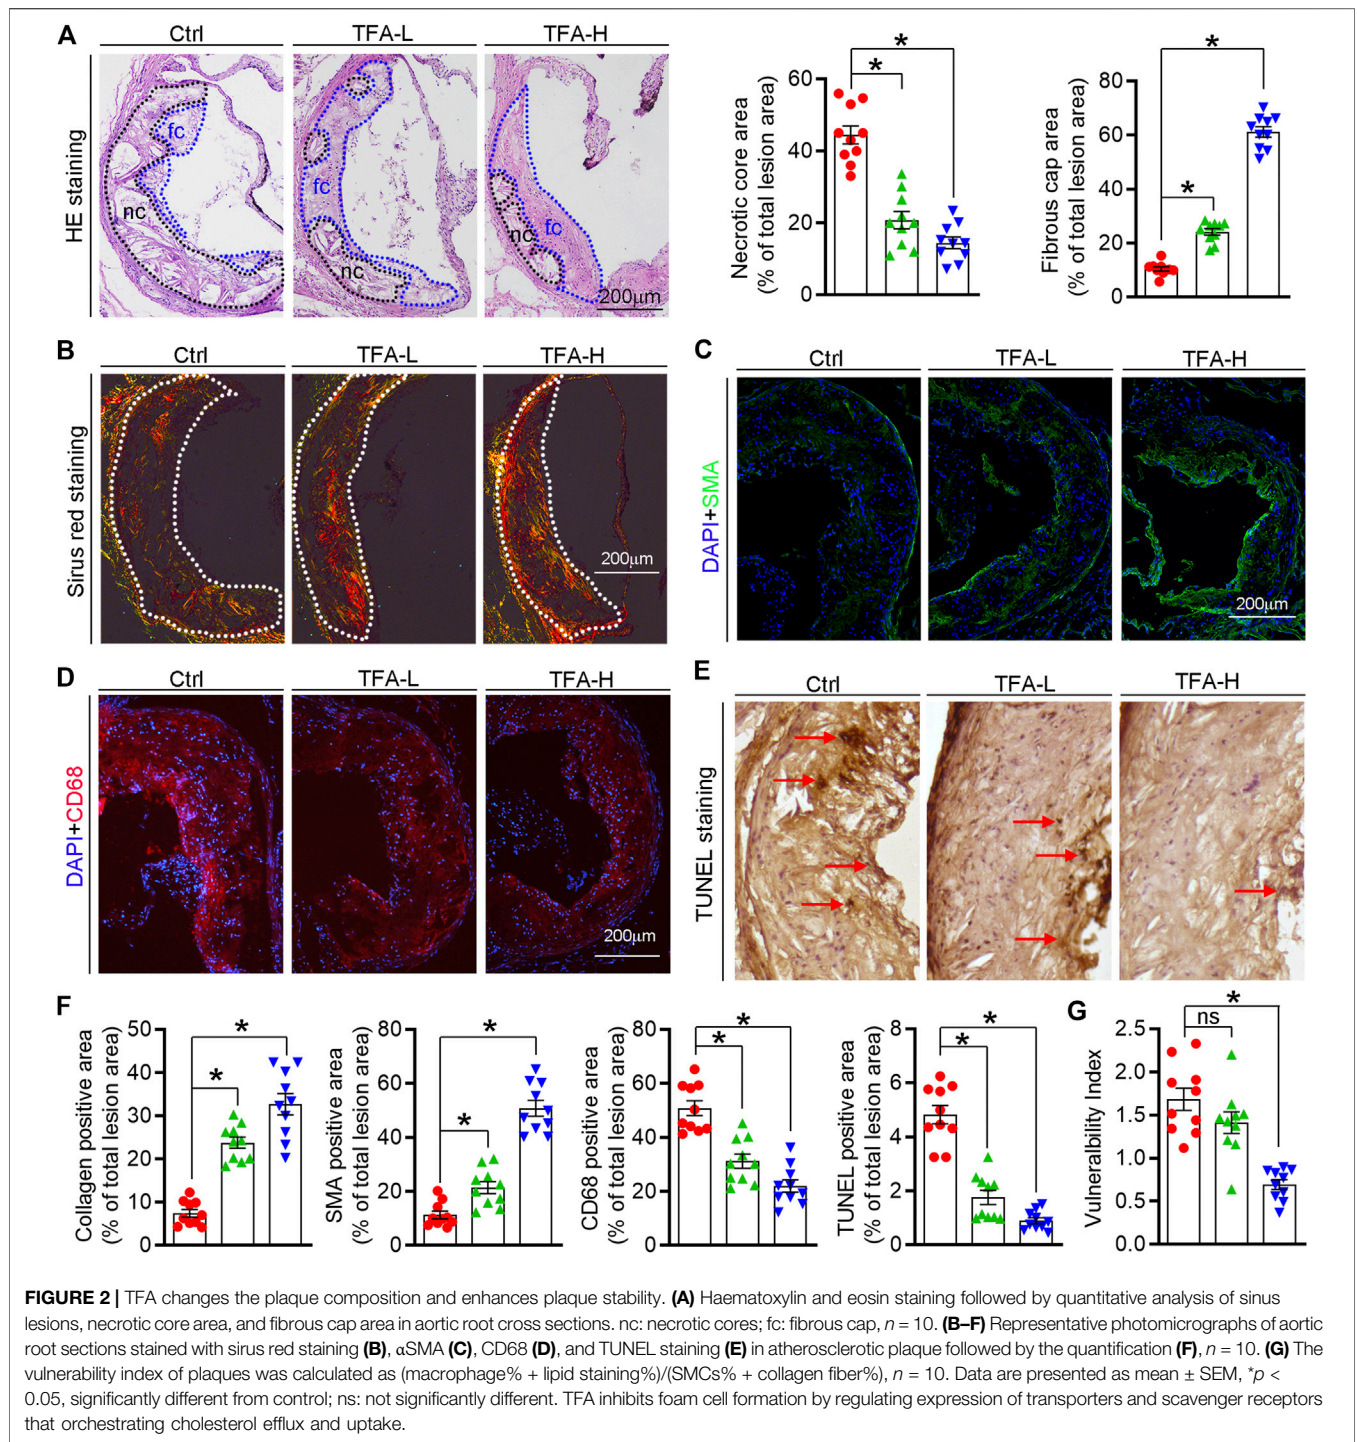 A
Ctrl
TFA-L
TFA-H
HE staining
fc
nc
fc
nc
nc
fc
200μm
Necrotic core area
(% of total lesion area)
60
40
20
0
*
*
Fibrous cap area
(% of total lesion area)
80
60
40
20
0
*
*
B
Ctrl
TFA-L
TFA-H
Sirus red staining
200μm
C
Ctrl
TFA-L
TFA-H
DAPI+SMA
200μm
D
Ctrl
TFA-L
TFA-H
DAPI+CD68
200μm
E
Ctrl
TFA-L
TFA-H
TUNEL staining
F
Collagen positive area
(% of total lesion area)
50
40
30
20
10
0
*
*
SMA positive area
(% of total lesion area)
80
60
40
20
0
*
*
CD68 positive area
(% of total lesion area)
80
60
40
20
0
*
*
TUNEL positive area
(% of total lesion area)
8
6
4
2
0
*
*
G
Vulneralbility Index
2.5
2.0
1.5
1.0
0.5
0.0
ns
*
FIGURE 2 | TFA changes the plaque composition and enhances plaque stability. (A) Haematoxylin and eosin staining followed by quantitative analysis of sinus
lesions, necrotic core area, and fibrous cap area in aortic root cross sections. nc: necrotic cores; fc: fibrous cap, n = 10. (B–F) Representative photomicrographs of aortic
root sections stained with sirus red staining (B), αSMA (C), CD68 (D), and TUNEL staining (E) in atherosclerotic plaque followed by the quantification (F), n = 10. (G) The
vulnerability index of plaques was calculated as (macrophage% + lipid staining%)/(SMCs% + collagen fiber%), n = 10. Data are presented as mean ± SEM, *p <
0.05, significantly different from control; ns: not significantly different. TFA inhibits foam cell formation by regulating expression of transporters and scavenger receptors
that orchestrating cholesterol efflux and uptake.